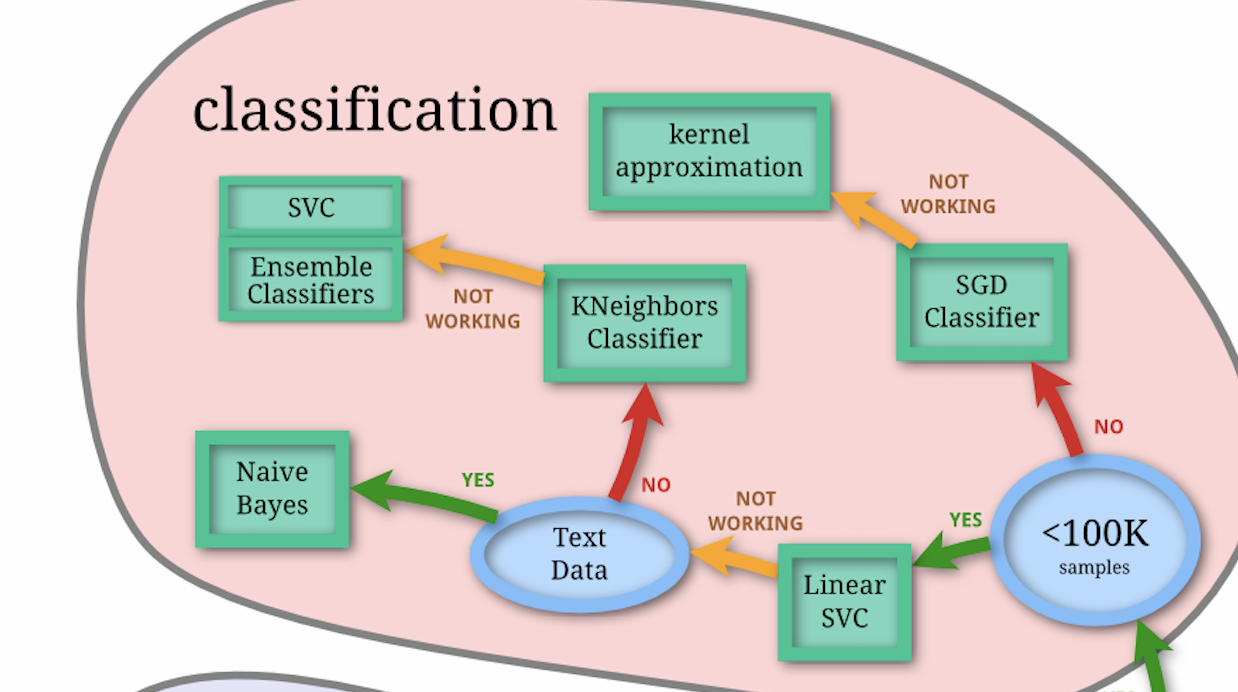 classification
kernel
approximation
NOT
WORKING
SVC
Ensemble
Classifiers
NOT
WORKING
KNeighbors
Classifier
SGD
Classifier
NO
Naive
Bayes
YES
NO
Text
Data
NOT
WORKING
Linear
SVC
YES
<100K
samples